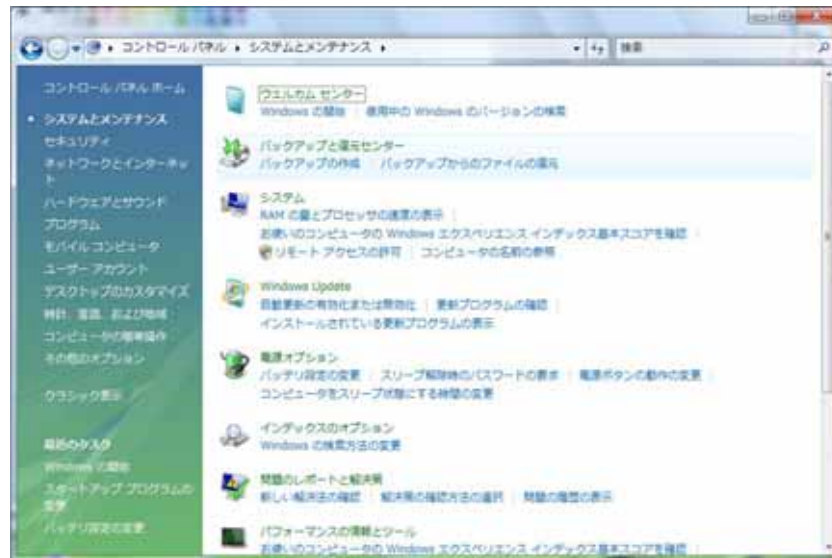 コントロール パネル ▸ システムとメンテナンス ▸
検索
コントロール パネル ホーム
システムとメンテナンス
セキュリティ
ネットワークとインターネッ
ト
ハードウェアとサウンド
プログラム
モバイル コンピュータ
ユーザー アカウント
デスクトップのカスタマイズ
時計、言語、および地域
コンピュータの簡単操作
その他のオプション
クラシック表示
最近のタスク
Windows の開始
スタートアップ プログラムの
変更
バッテリ設定の変更
ウェルカム センター
Windows の開始
使用中の Windows のバージョンの検索
バックアップと復元センター
バックアップの作成
バックアップからのファイルの復元
システム
RAM の量とプロセッサの速度の表示
お使いのコンピュータの Windows エクスペリエンス インデックス基本スコアを確認
リモート アクセスの許可
コンピュータの名前の参照
Windows Update
自動更新の有効化または無効化
更新プログラムの確認
インストールされている更新プログラムの表示
電源オプション
バッテリ設定の変更
スリープ解除時のパスワードの要求
電源ボタンの動作の変更
コンピュータをスリープ状態にする時間の変更
インデックスのオプション
Windows の検索方法の変更
問題のレポートと解決策
新しい解決法の確認
解決策の確認方法の選択
問題の履歴の表示
パフォーマンスの情報とツール
お使いのコンピュータの Windows エクスペリエンス インデックス基本スコアを確認